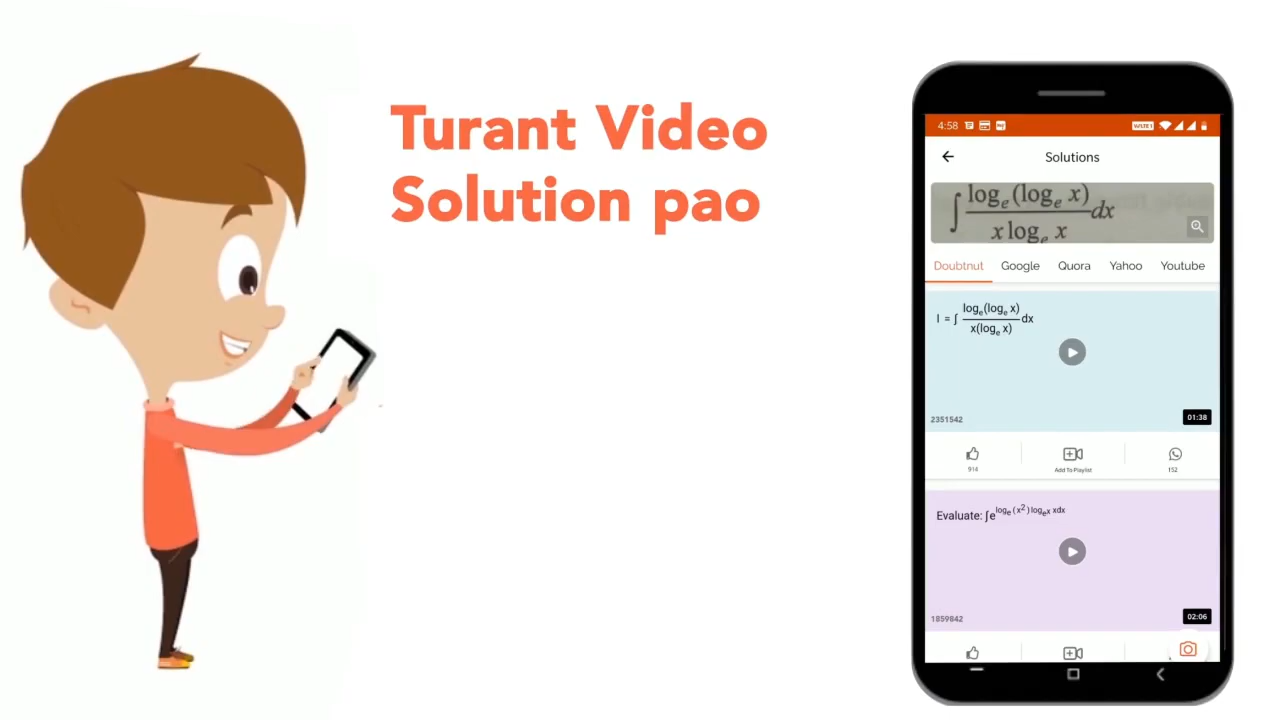 Turant Video
Solution pao
4:58
Solutions
∫ logₑ(logₑ x) / x logₑ x dx
Doubtnut Google Quora Yahoo Youtube
I = ∫ logₑ(logₑ x) / x(logₑ x) dx
2351542 01:38
914 Add To Playlist 152
Evaluate: ∫e^logₑ(x²)logₑx xdx
1859842 02:06